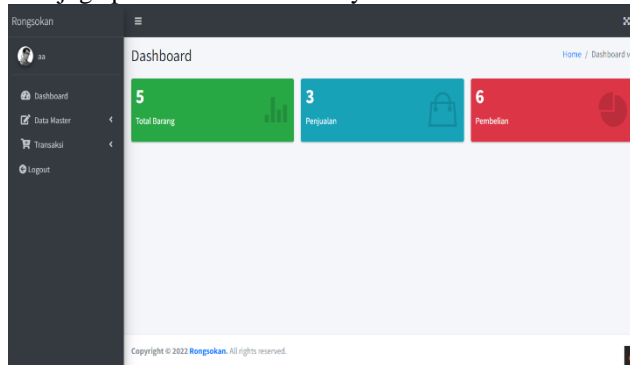 Rongsokan
aa
Dashboard
Data Master
Transaksi
Logout
Dashboard
Home / Dashboard v
5
Total Barang
3
Penjualan
6
Pembelian
Copyright © 2022 Rongsokan. All rights reserved.